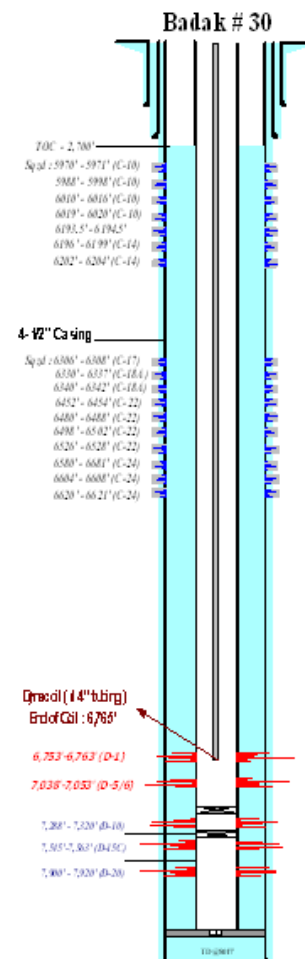 Badak # 30
TOC - 2,700'
Sqzd : 5970' - 5971' (C-10)
5988' - 5998' (C-10)
6010' - 6016' (C-10)
6019' - 6020' (C-10)
6193.5' - 6194.5'
6196' - 6199' (C-14)
6202' - 6204' (C-14)
4-1/2" Casing
Sqzd : 6306' - 6308' (C-17)
6330' - 6337' (C-18A)
6340' - 6342' (C-18A)
6452' - 6454' (C-22)
6480' - 6488' (C-22)
6498' - 6502' (C-22)
6526' - 6528' (C-22)
6580' - 6681' (C-24)
6604' - 6608' (C-24)
6620' - 6621' (C-24)
Dynacoil ( 1 4" tubing )
End of Coil : 6,765'
6,753'-6,763' (D-1)
7,038'-7,053' (D-5/6)
7,288' - 7,320' (D-10)
7,515'-7,563' (D-15C)
7,900' - 7,920' (D-20)